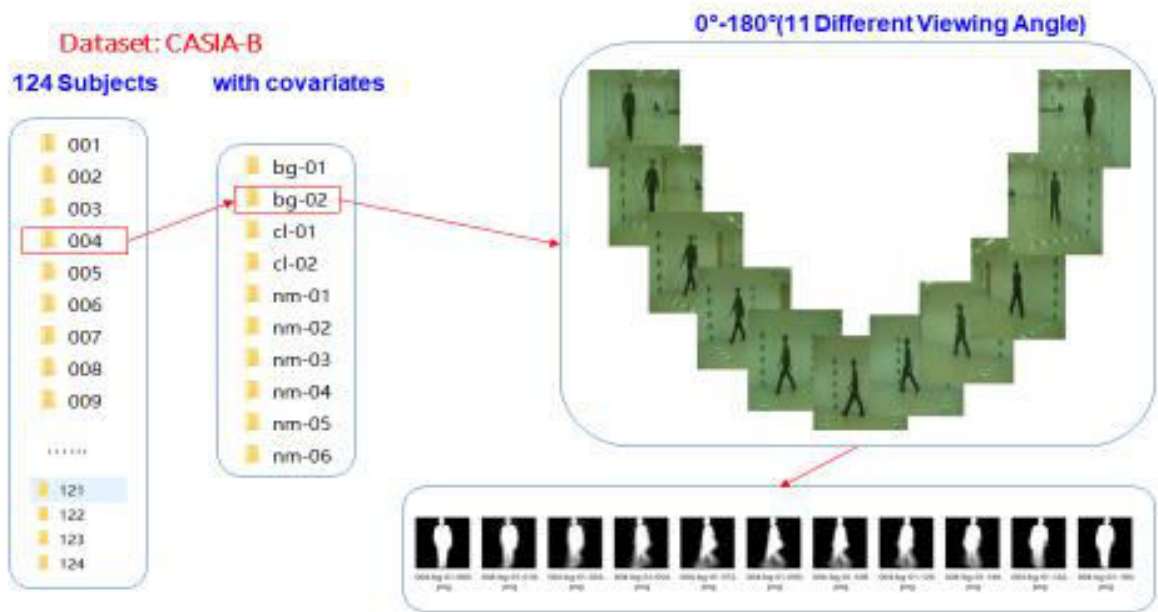 0°-180°(11 Different Viewing Angle)
Dataset: CASIA-B
124 Subjects
with covariates
001
002
003
004
005
006
007
008
009
......
121
122
123
124
bg-01
bg-02
cl-01
cl-02
nm-01
nm-02
nm-03
nm-04
nm-05
nm-06